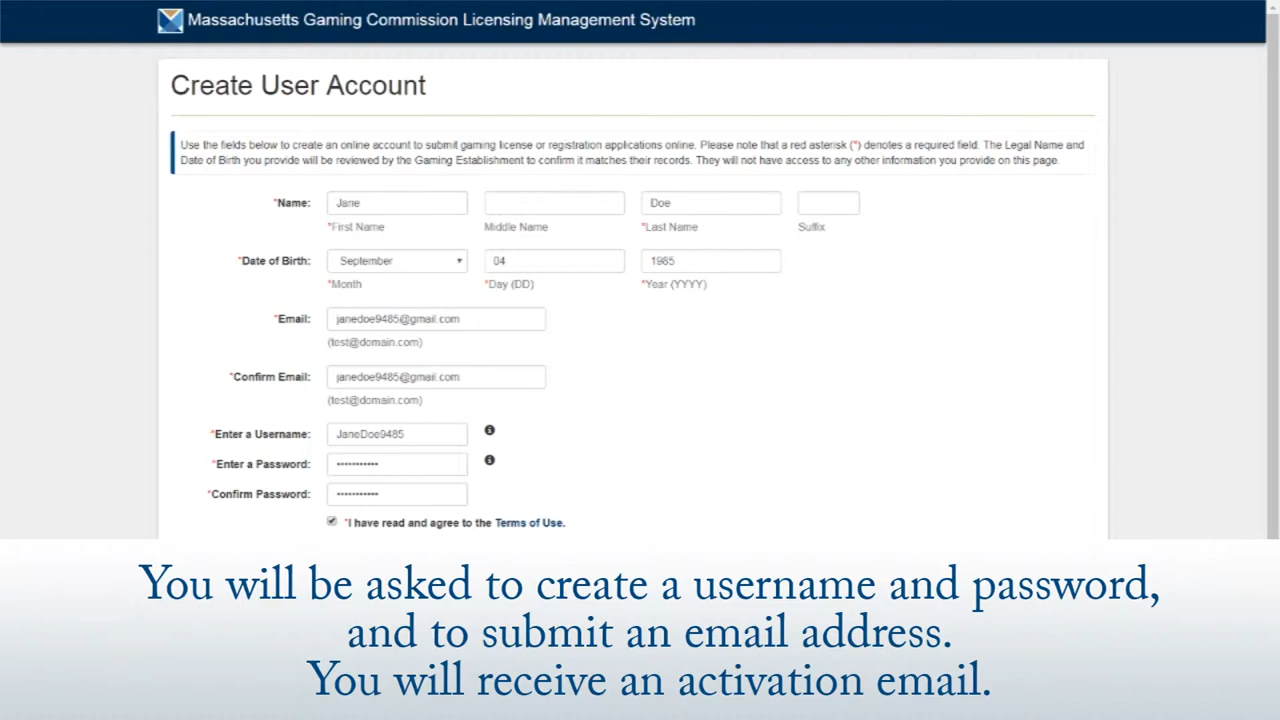 Massachusetts Gaming Commission Licensing Management System
Create User Account
Use the fields below to create an online account to submit gaming license or registration applications online. Please note that a red asterisk (*) denotes a required field. The Legal Name and
Date of Birth you provide will be reviewed by the Gaming Establishment to confirm it matches their records. They will not have access to any other information you provide on this page.
*Name: Jane Doe
*First Name Middle Name *Last Name Suffix
*Date of Birth: September 04 1985
*Month *Day (DD) *Year (YYYY)
*Email: janedoe9485@gmail.com
(test@domain.com)
*Confirm Email: janedoe9485@gmail.com
(test@domain.com)
*Enter a Username: JaneDoe9485
*Enter a Password: •••••••••••
*Confirm Password: •••••••••••
*I have read and agree to the Terms of Use.
You will be asked to create a username and password,
and to submit an email address.
You will receive an activation email.